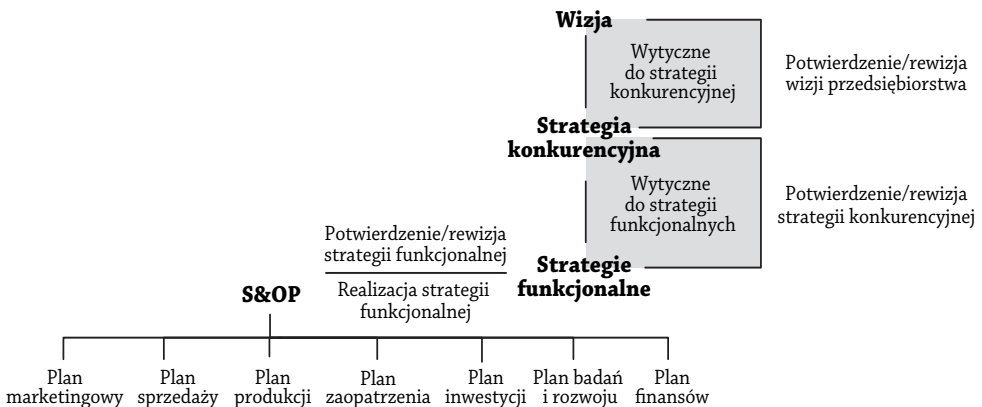 Wizja
Wytyczne
do strategii
konkurencyjnej
Potwierdzenie/rewizja
wizji przedsiębiorstwa
Strategia
konkurencyjna
Wytyczne
do strategii
funkcjonalnych
Potwierdzenie/rewizja
strategii konkurencyjnej
Potwierdzenie/rewizja
strategii funkcjonalnej
Strategie
funkcjonalne
S&OP
Realizacja strategii
funkcjonalnej
Plan
marketingowy
Plan
sprzedaży
Plan
produkcji
Plan
zaopatrzenia
Plan
inwestycji
Plan badań
i rozwoju
Plan
finansów